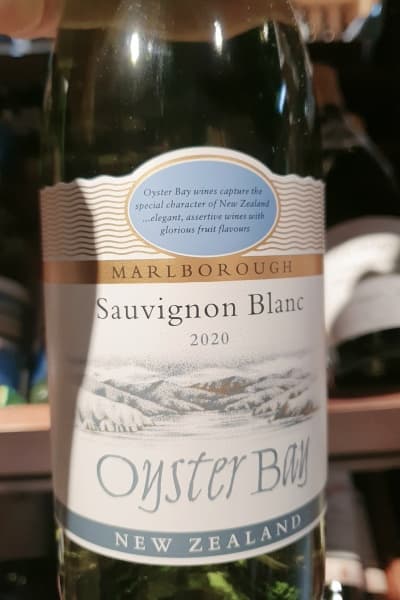 Oyster Bay wines capture the
special character of New Zealand
...elegant, assertive wines with
glorious fruit flavours
MARLBOROUGH
Sauvignon Blanc
2020
Oyster Bay
NEW ZEALAND